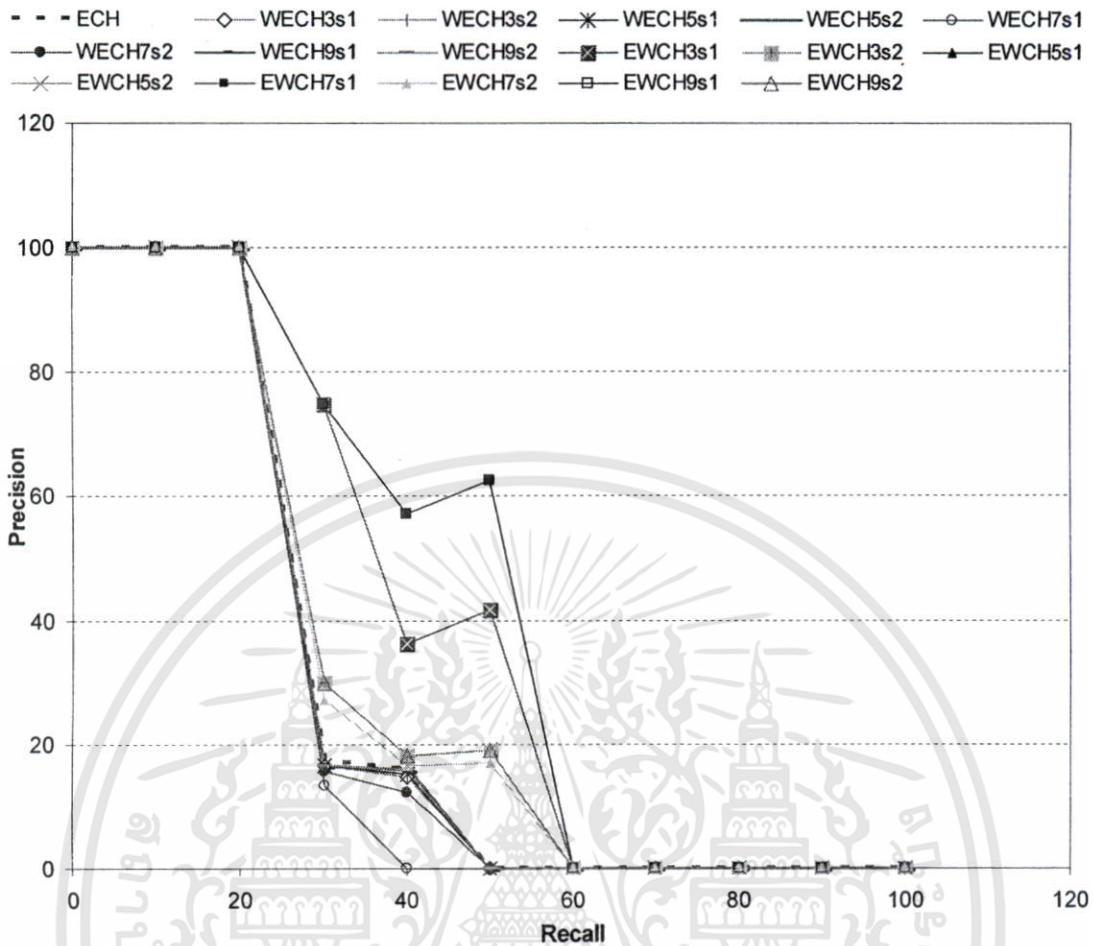 ECH WECH3s1 WECH3s2 WECH5s1 WECH5s2 WECH7s1
WECH7s2 WECH9s1 WECH9s2 EWCH3s1 EWCH3s2 EWCH5s1
EWCH5s2 EWCH7s1 EWCH7s2 EWCH9s1 EWCH9s2
120
100
80
60
40
20
0
Precision
0 20 40 60 80 100 120
Recall